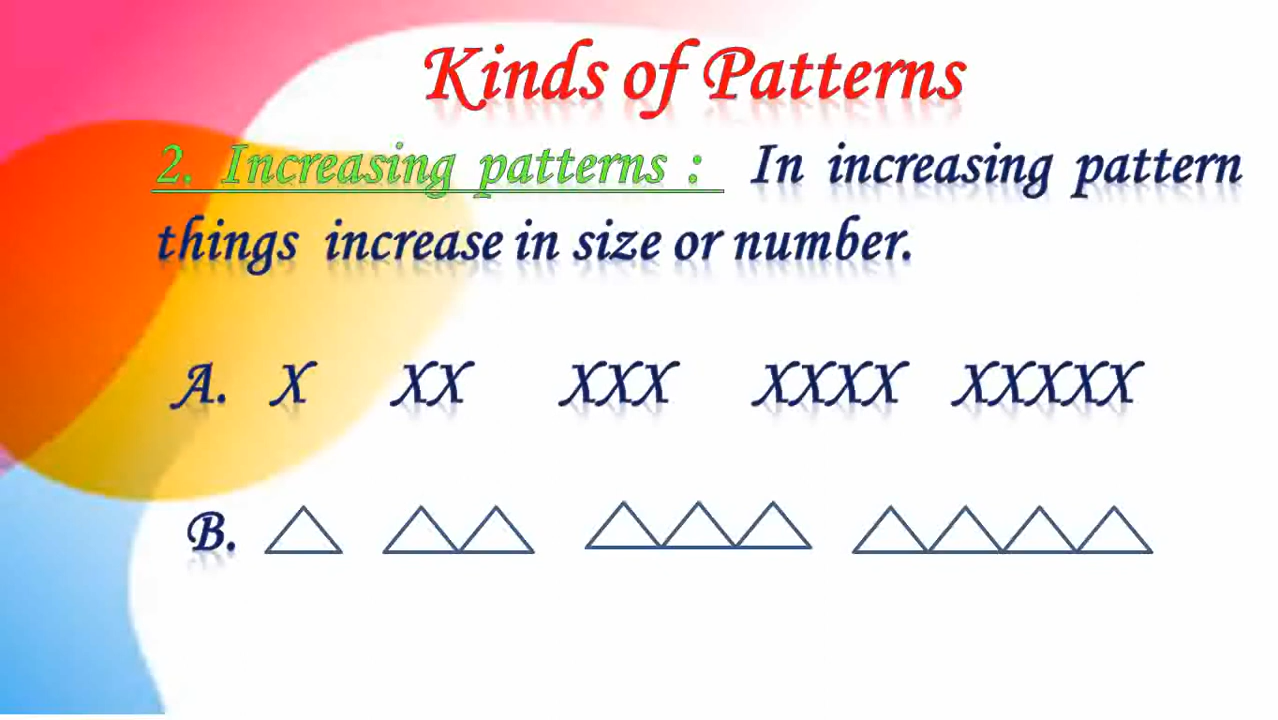 Kinds of Patterns
2. Increasing patterns : In increasing pattern
things increase in size or number.
A. X XX XXX XXXX XXXXX
B.